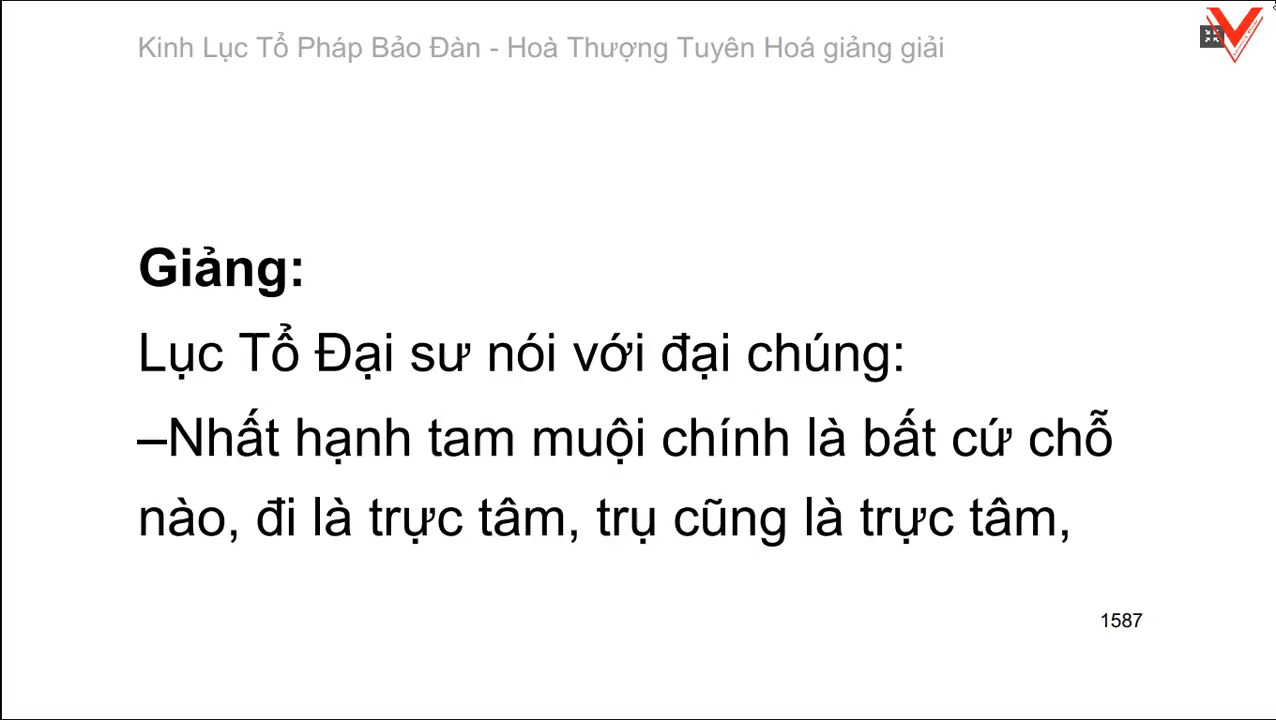 Kinh Lục Tổ Pháp Bảo Đàn - Hoà Thượng Tuyên Hoá giảng giải
Giảng:
Lục Tổ Đại sư nói với đại chúng:
–Nhất hạnh tam muội chính là bất cứ chỗ
nào, đi là trực tâm, trụ cũng là trực tâm,
1587